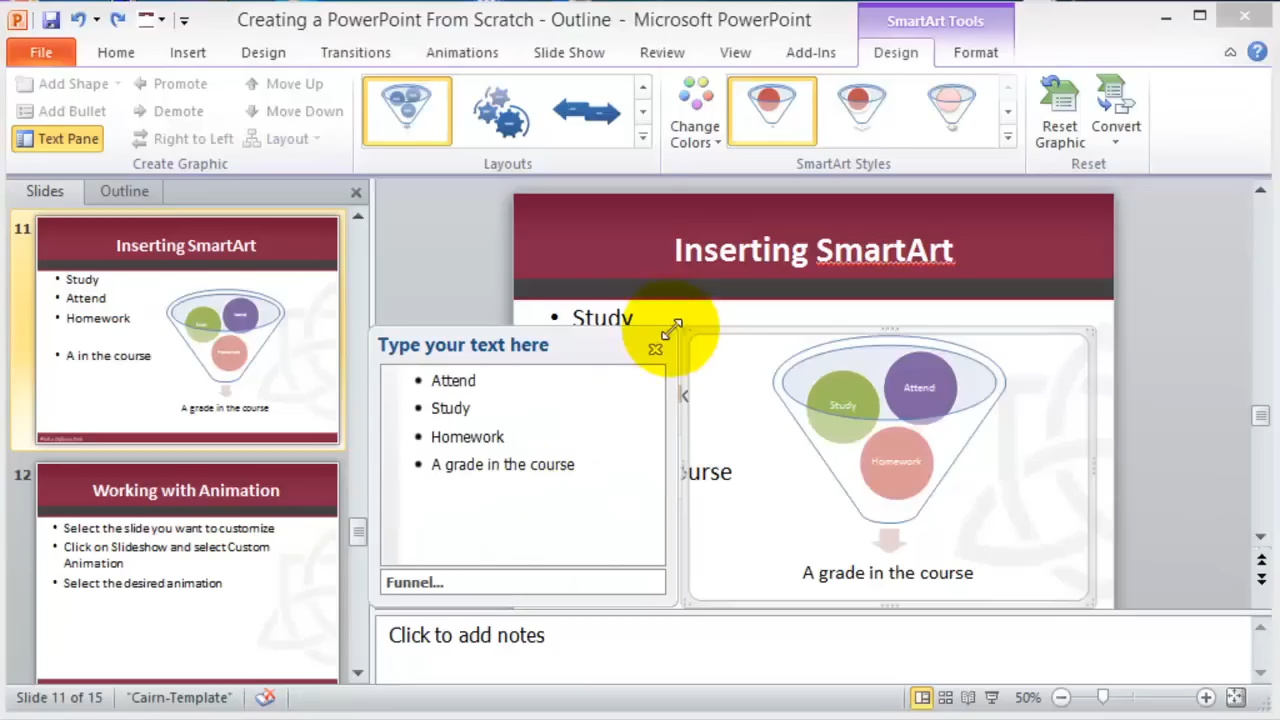 Creating a PowerPoint From Scratch - Outline - Microsoft PowerPoint
SmartArt Tools
File Home Insert Design Transitions Animations Slide Show Review View Add-Ins Design Format
Add Shape Promote Move Up
Add Bullet Demote Move Down
Text Pane Right to Left Layout
Create Graphic
Layouts
Change Colors
SmartArt Styles
Reset Graphic
Convert
Reset
Slides Outline
11
Inserting SmartArt
• Study
• Attend
• Homework
• A in the course
Study
Attend
Homework
A grade in the course
12
Working with Animation
• Select the slide you want to customize
• Click on Slideshow and select Custom
Animation
• Select the desired animation
Inserting SmartArt
• Study
k
ourse
Type your text here
• Attend
• Study
• Homework
• A grade in the course
Funnel...
Study
Attend
Homework
A grade in the course
Click to add notes
Slide 11 of 15 "Cairn-Template" 50%